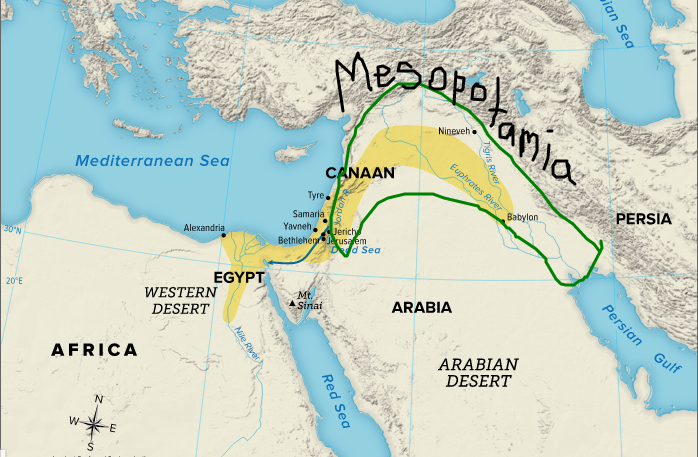 ian Sea
Mesopotamia
Nineveh
Tigris River
Mediterranean Sea
CANAAN
Euphrates River
Tyre
Jordan R.
Samaria
Babylon
PERSIA
Alexandria
Yavneh
Jericho
30°N
Bethlehem
Jerusalem
Dead Sea
20°E
EGYPT
WESTERN
DESERT
Mt.
Sinai
ARABIA
Persian Gulf
Nile River
AFRICA
ARABIAN
DESERT
Red Sea
N
W
E
S